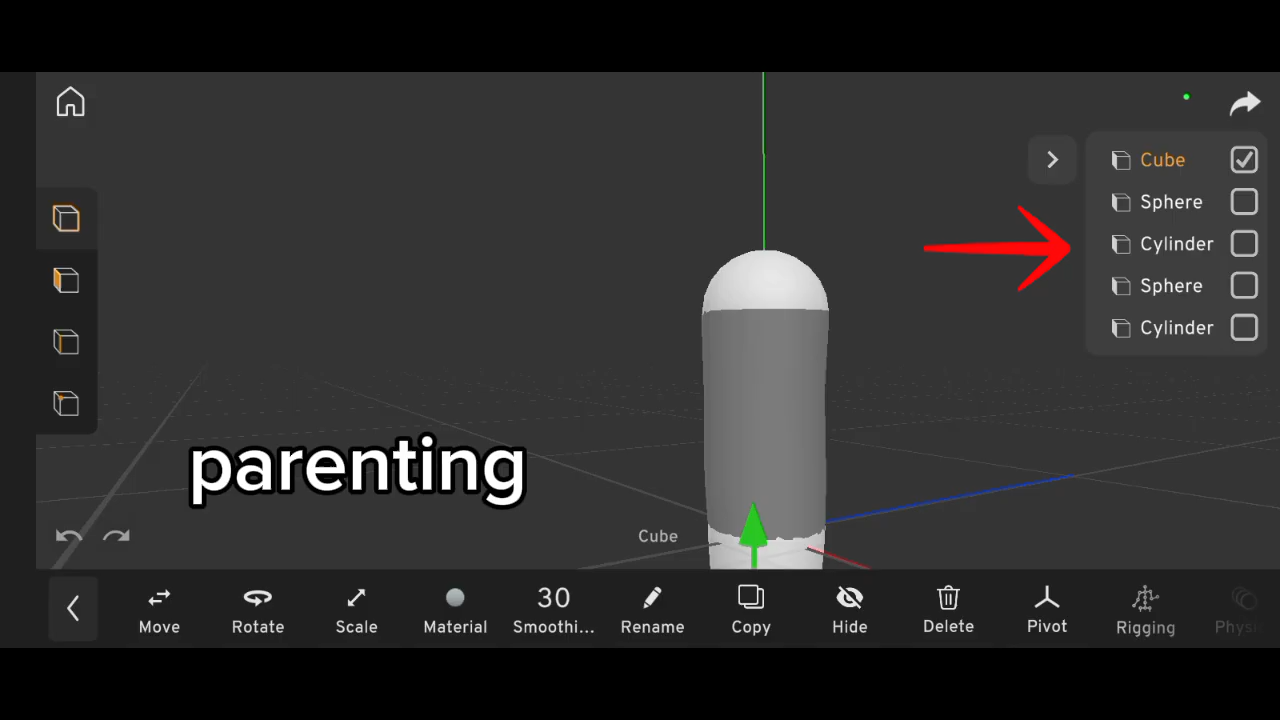 Cube
Sphere
Cylinder
Sphere
Cylinder
parenting
Cube
30
Move
Rotate
Scale
Material
Smoothi...
Rename
Copy
Hide
Delete
Pivot
Rigging
Physi